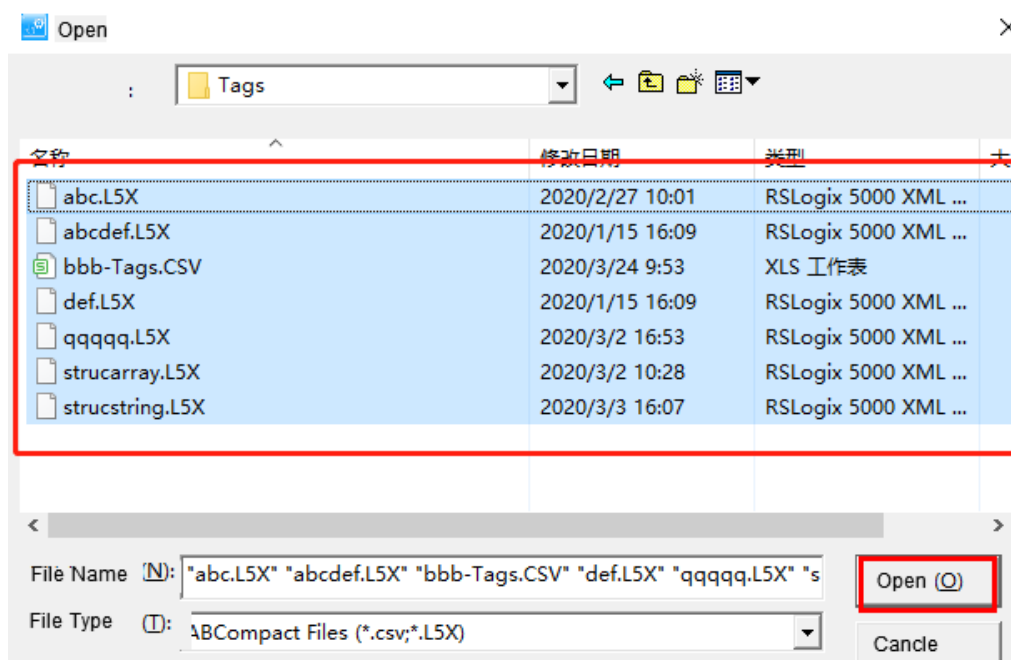 Open
: Tags
名称 修改日期 类型 大
abc.L5X 2020/2/27 10:01 RSLogix 5000 XML ...
abcdef.L5X 2020/1/15 16:09 RSLogix 5000 XML ...
bbb-Tags.CSV 2020/3/24 9:53 XLS 工作表
def.L5X 2020/1/15 16:09 RSLogix 5000 XML ...
qqqqq.L5X 2020/3/2 16:53 RSLogix 5000 XML ...
strucarray.L5X 2020/3/2 10:28 RSLogix 5000 XML ...
strucstring.L5X 2020/3/3 16:07 RSLogix 5000 XML ...
File Name (N): "abc.L5X" "abcdef.L5X" "bbb-Tags.CSV" "def.L5X" "qqqqq.L5X" "s
Open (O)
File Type (T): ABCompact Files (*.csv;*.L5X)
Cancle